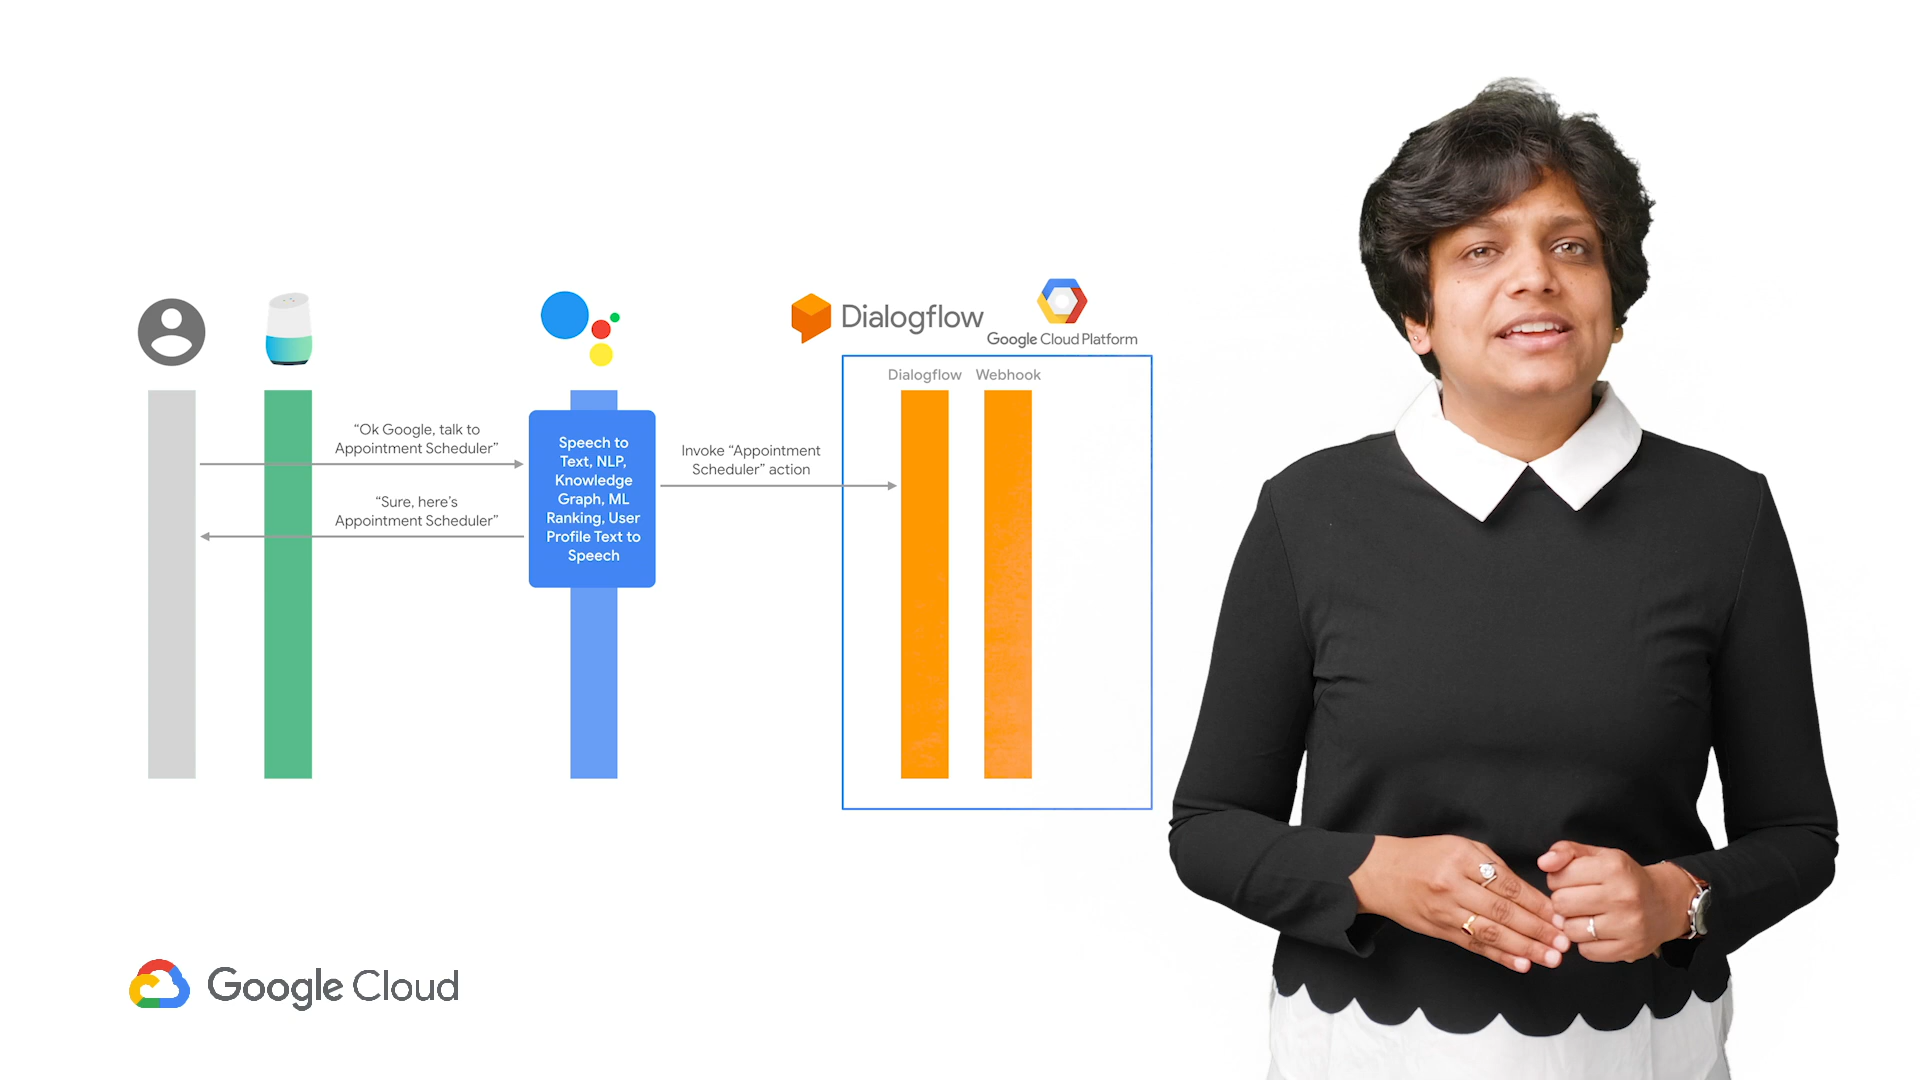 Dialogflow
Google Cloud Platform
Dialogflow Webhook
“Ok Google, talk to
Appointment Scheduler”
“Sure, here’s
Appointment Scheduler”
Speech to
Text, NLP,
Knowledge
Graph, ML
Ranking, User
Profile Text to
Speech
Invoke “Appointment
Scheduler” action
Google Cloud